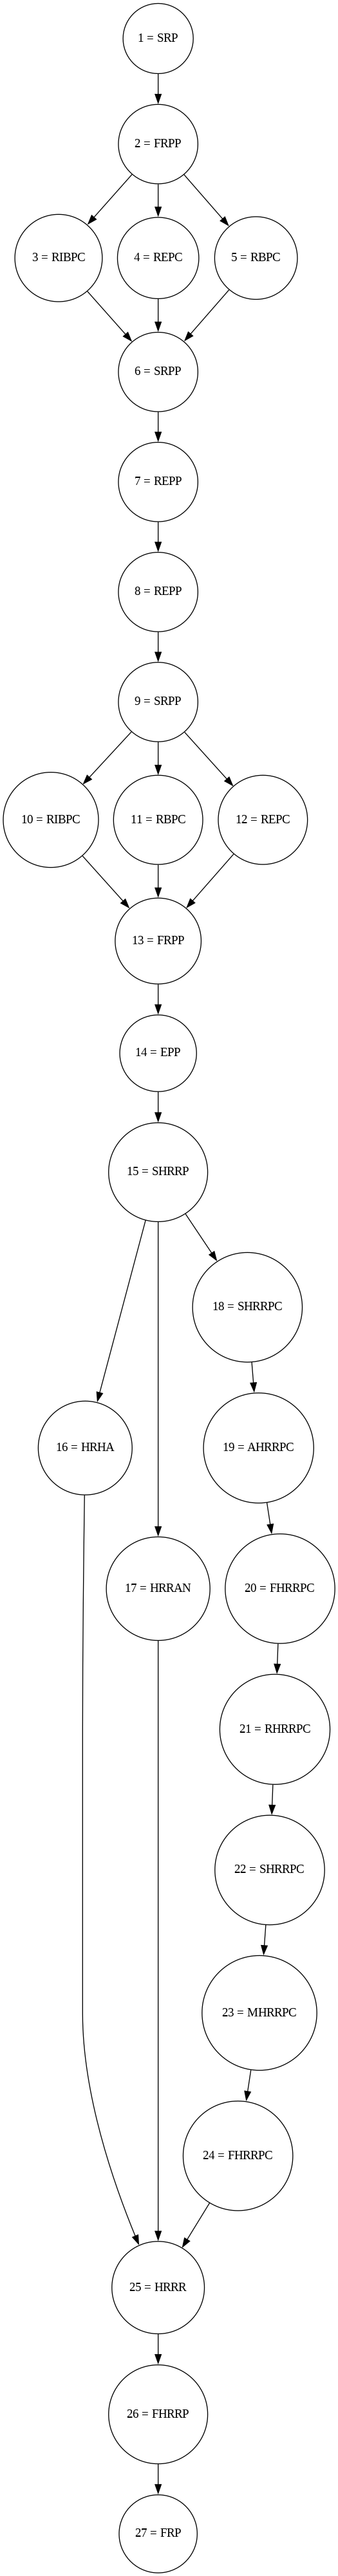 1 = SRP
2 = FRPP
3 = RIBPC
4 = REPC
5 = RBPC
6 = SRPP
7 = REPP
8 = REPP
9 = SRPP
10 = RIBPC
11 = RBPC
12 = REPC
13 = FRPP
14 = EPP
15 = SHRRP
18 = SHRRPC
16 = HRHA
19 = AHRRPC
17 = HRRAN
20 = FHRRPC
21 = RHRRPC
22 = SHRRPC
23 = MHRRPC
24 = FHRRPC
25 = HRRR
26 = FHRRP
27 = FRP